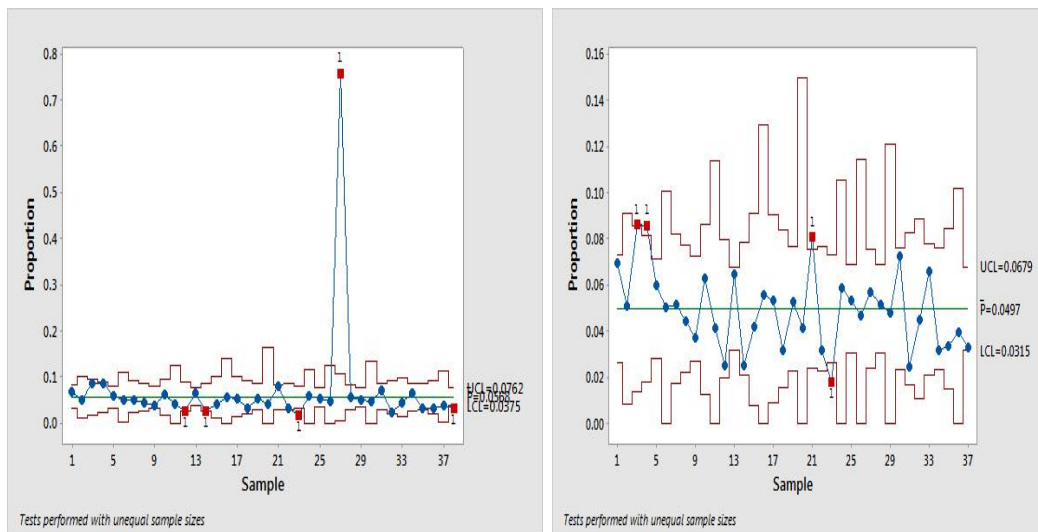 0.8
0.7
0.6
0.5
0.4
0.3
0.2
0.1
0.0
Proportion
1
1
1
1
1
UCL=0.0762
P̄=0.0568
LCL=0.0375
1 5 9 13 17 21 25 29 33 37
Sample
Tests performed with unequal sample sizes
0.16
0.14
0.12
0.10
0.08
0.06
0.04
0.02
0.00
Proportion
1 1
1
1
UCL=0.0679
P̄=0.0497
LCL=0.0315
1 5 9 13 17 21 25 29 33 37
Sample
Tests performed with unequal sample sizes